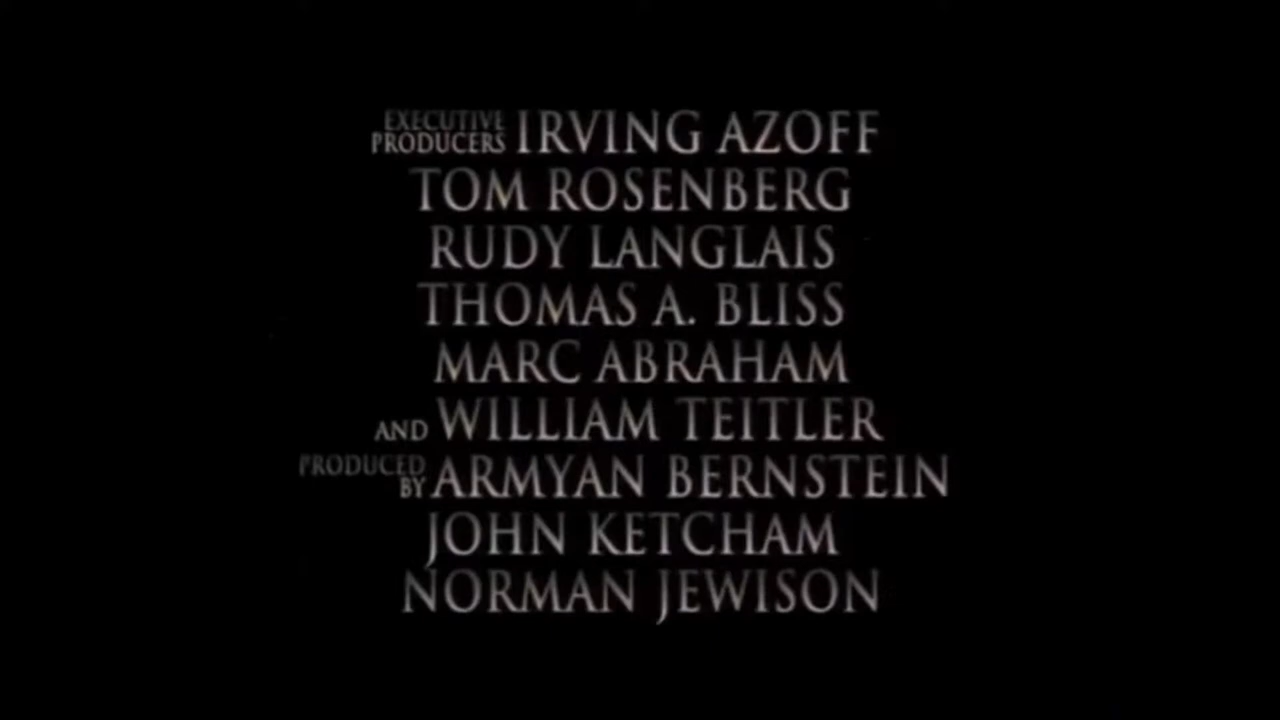 EXECUTIVE PRODUCERS IRVING AZOFF
TOM ROSENBERG
RUDY LANGLAIS
THOMAS A. BLISS
MARC ABRAHAM
AND WILLIAM TEITLER
PRODUCED BY ARMYAN BERNSTEIN
JOHN KETCHAM
NORMAN JEWISON